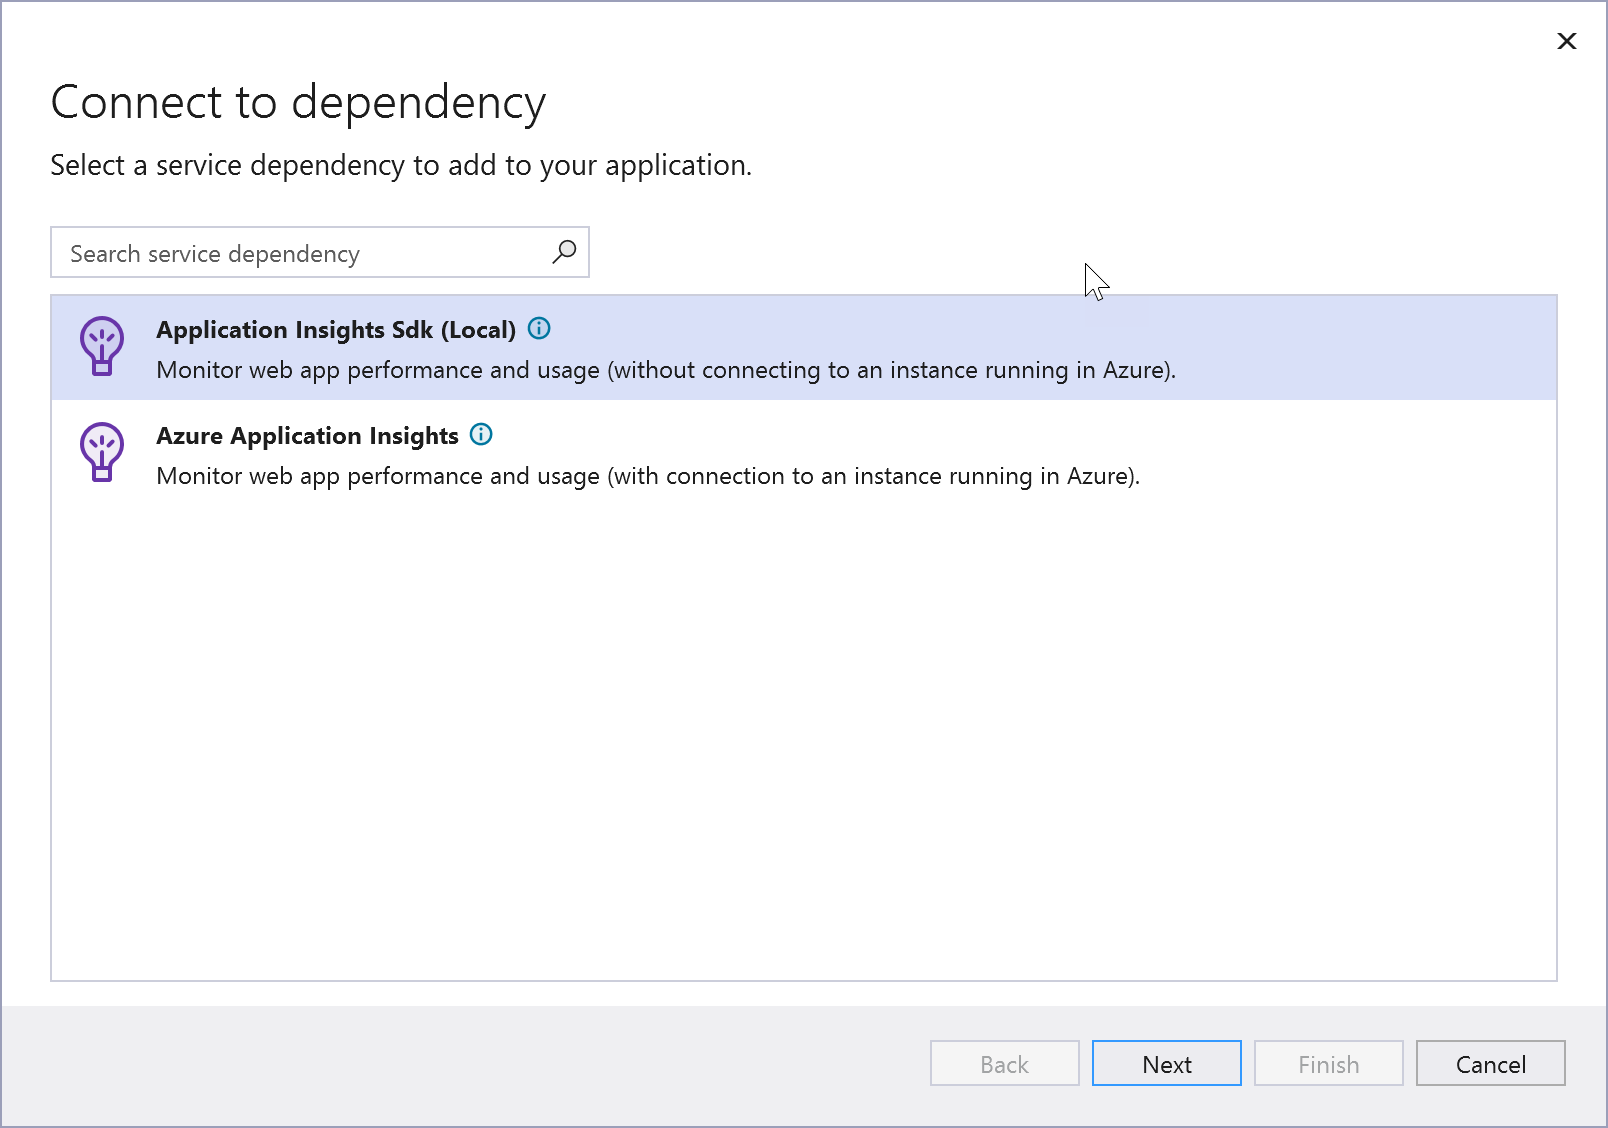 Connect to dependency
Select a service dependency to add to your application.
Search service dependency
Application Insights Sdk (Local)
Monitor web app performance and usage (without connecting to an instance running in Azure).
Azure Application Insights
Monitor web app performance and usage (with connection to an instance running in Azure).
Back Next Finish Cancel